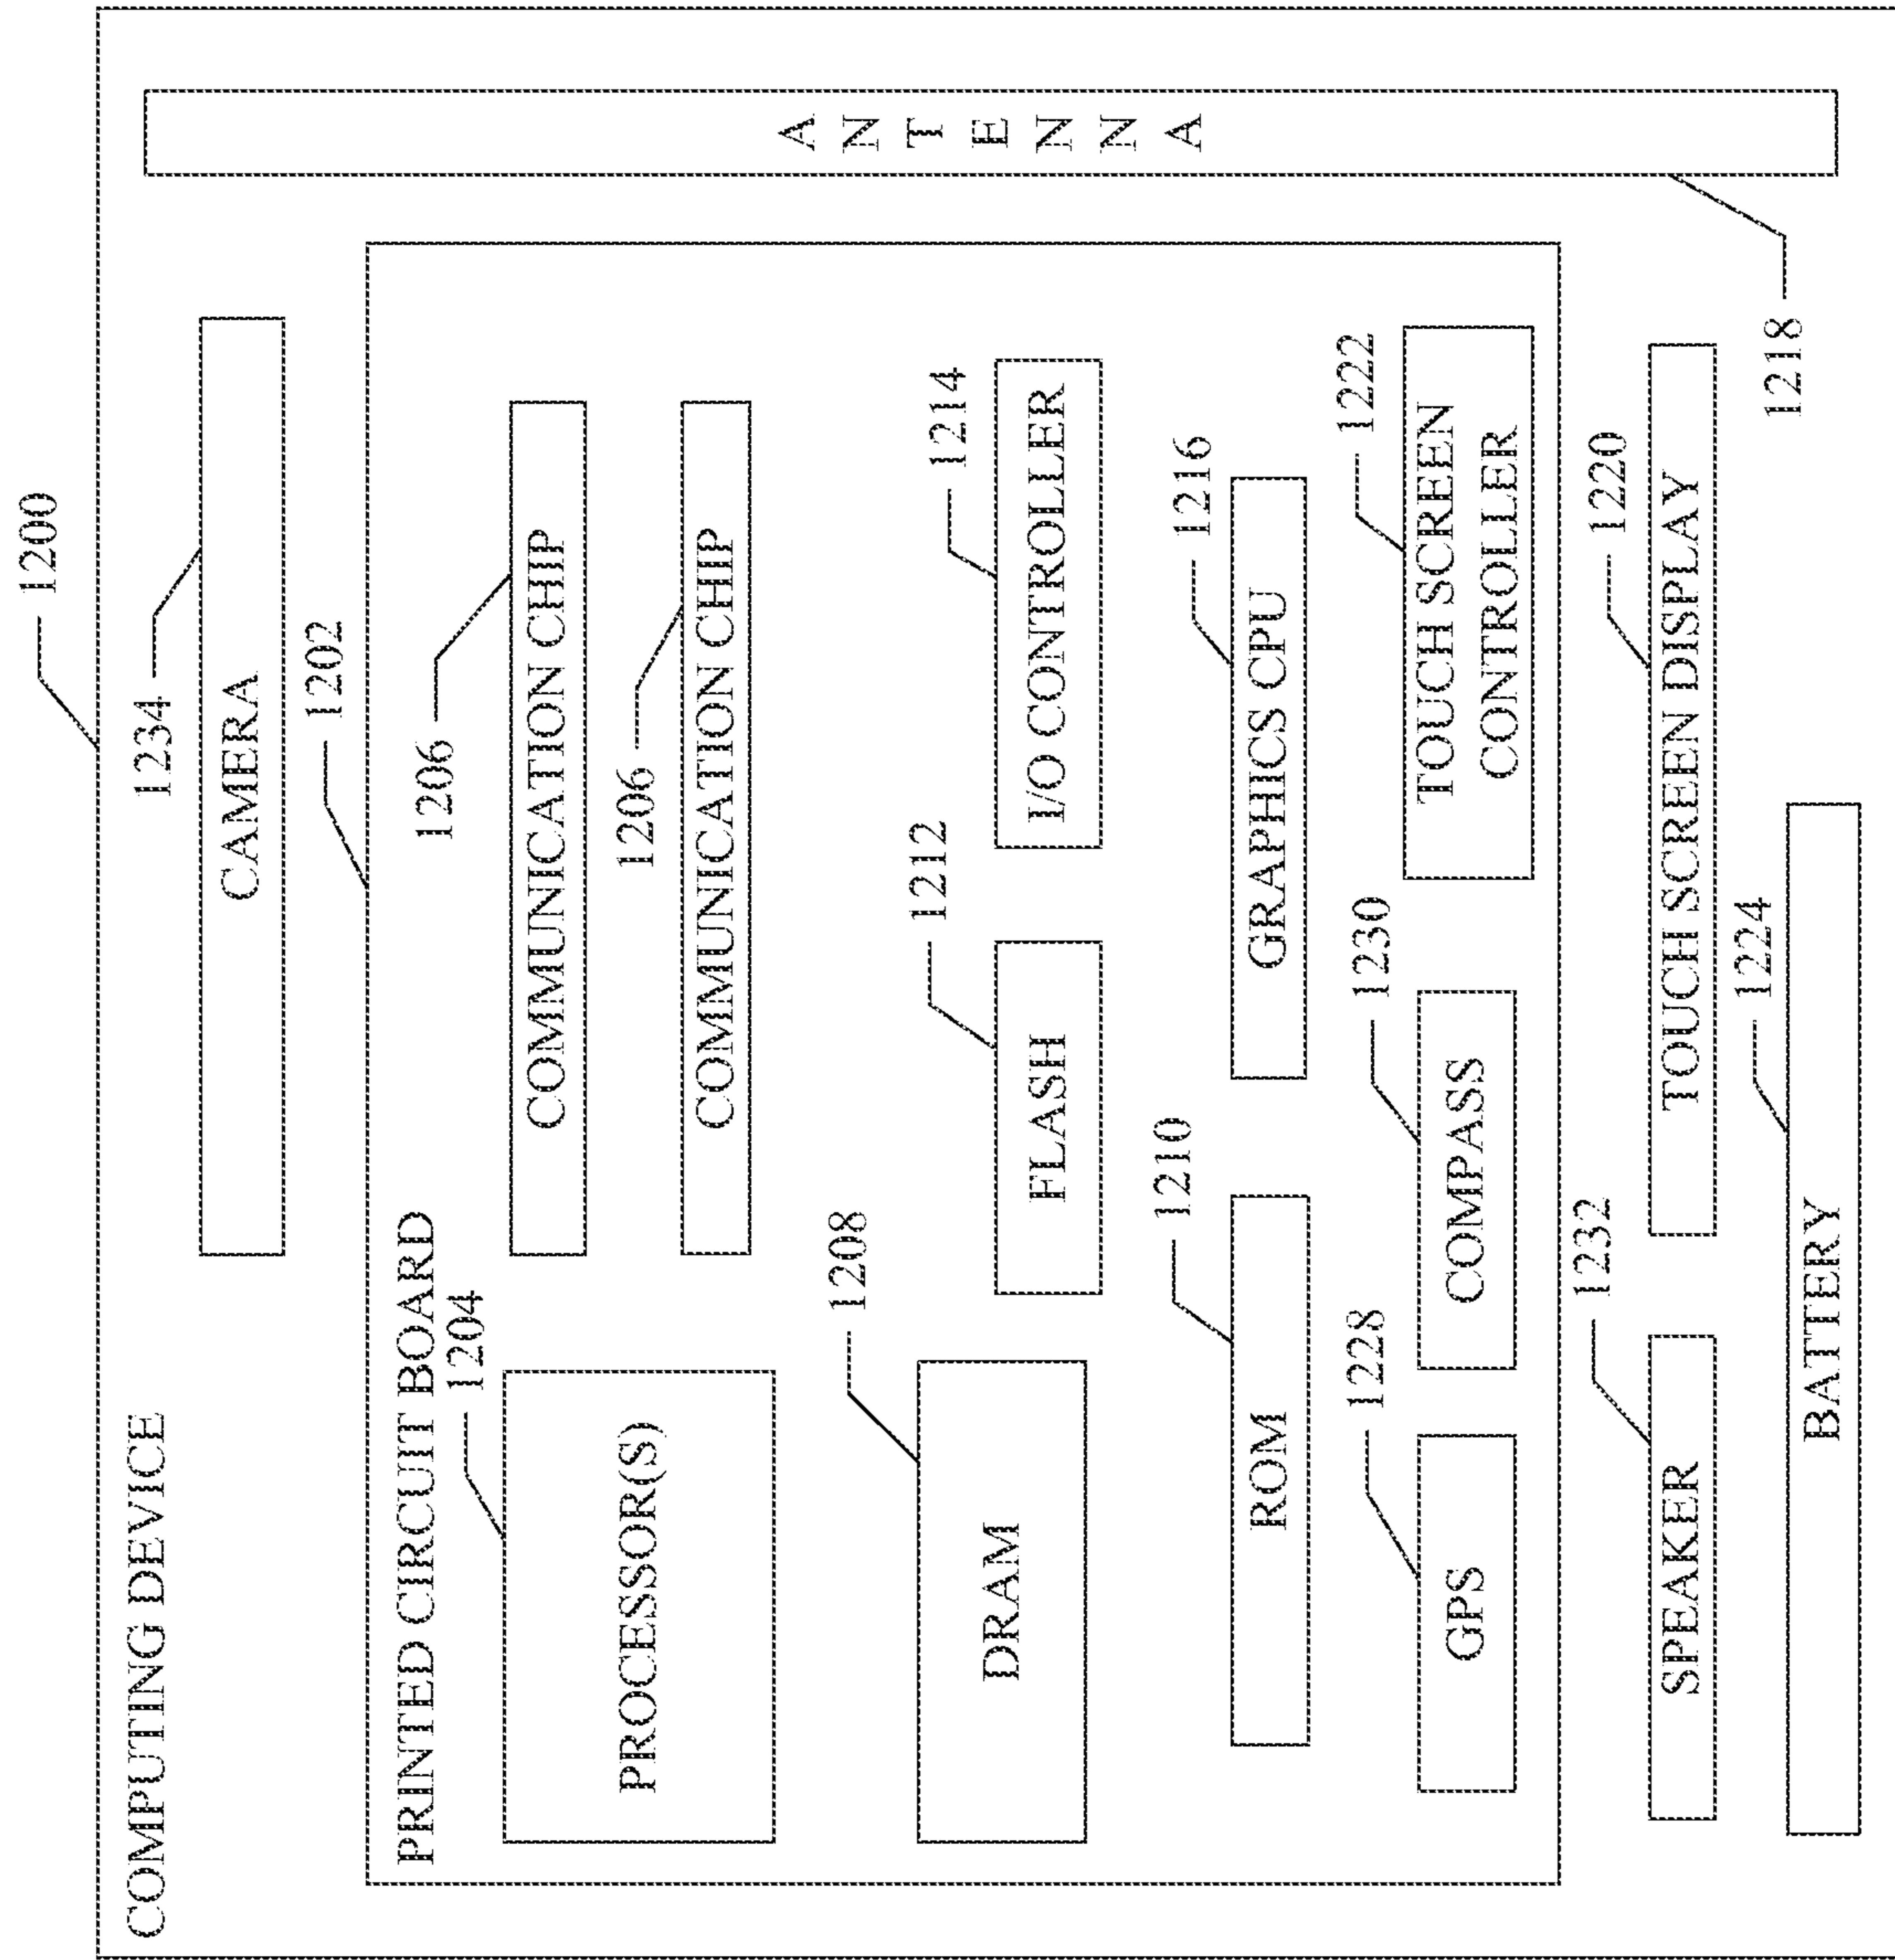 1200
COMPUTING DEVICE
1234
CAMERA
1202
PRINTED CIRCUIT BOARD
1204
PROCESSOR(S)
1206
COMMUNICATION CHIP
1206
COMMUNICATION CHIP
1208
DRAM
1212
FLASH
1214
I/O CONTROLLER
1210
ROM
1216
GRAPHICS CPU
1228
GPS
1230
COMPASS
1222
TOUCH SCREEN
CONTROLLER
1232
SPEAKER
1220
TOUCH SCREEN DISPLAY
1224
BATTERY
ANTENNA
1218